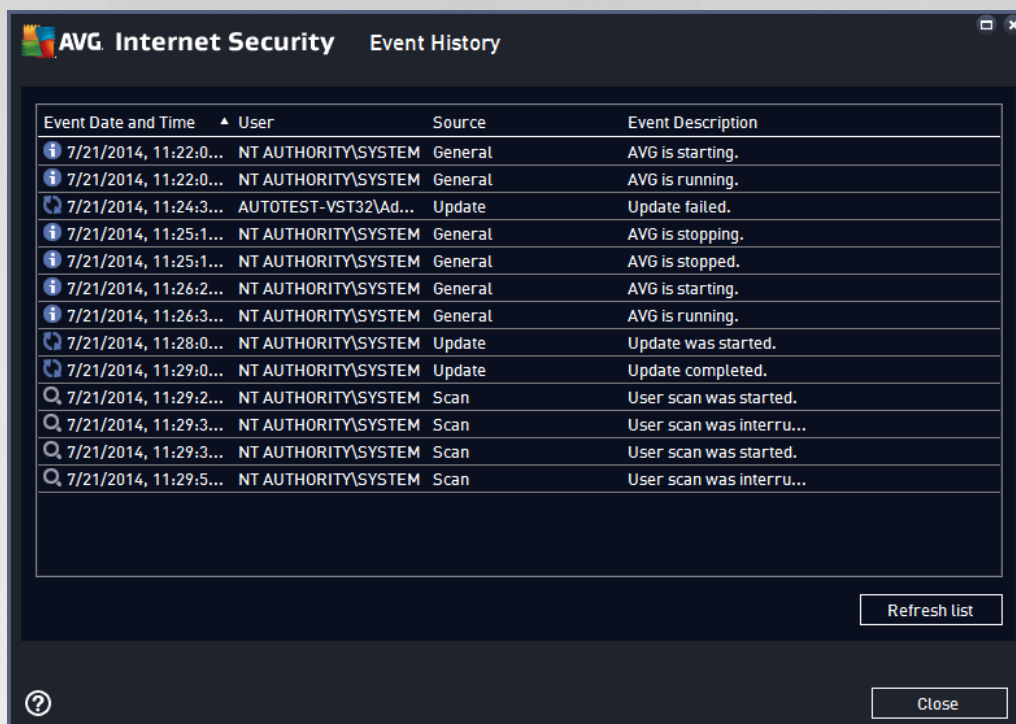 AVG. Internet Security Event History
Event Date and Time User Source Event Description
7/21/2014, 11:22:0... NT AUTHORITY\SYSTEM General AVG is starting.
7/21/2014, 11:22:0... NT AUTHORITY\SYSTEM General AVG is running.
7/21/2014, 11:24:3... AUTOTEST-VST32\Ad... Update Update failed.
7/21/2014, 11:25:1... NT AUTHORITY\SYSTEM General AVG is stopping.
7/21/2014, 11:25:1... NT AUTHORITY\SYSTEM General AVG is stopped.
7/21/2014, 11:26:2... NT AUTHORITY\SYSTEM General AVG is starting.
7/21/2014, 11:26:3... NT AUTHORITY\SYSTEM General AVG is running.
7/21/2014, 11:28:0... NT AUTHORITY\SYSTEM Update Update was started.
7/21/2014, 11:29:0... NT AUTHORITY\SYSTEM Update Update completed.
7/21/2014, 11:29:2... NT AUTHORITY\SYSTEM Scan User scan was started.
7/21/2014, 11:29:3... NT AUTHORITY\SYSTEM Scan User scan was interru...
7/21/2014, 11:29:3... NT AUTHORITY\SYSTEM Scan User scan was started.
7/21/2014, 11:29:5... NT AUTHORITY\SYSTEM Scan User scan was interru...
Refresh list
Close